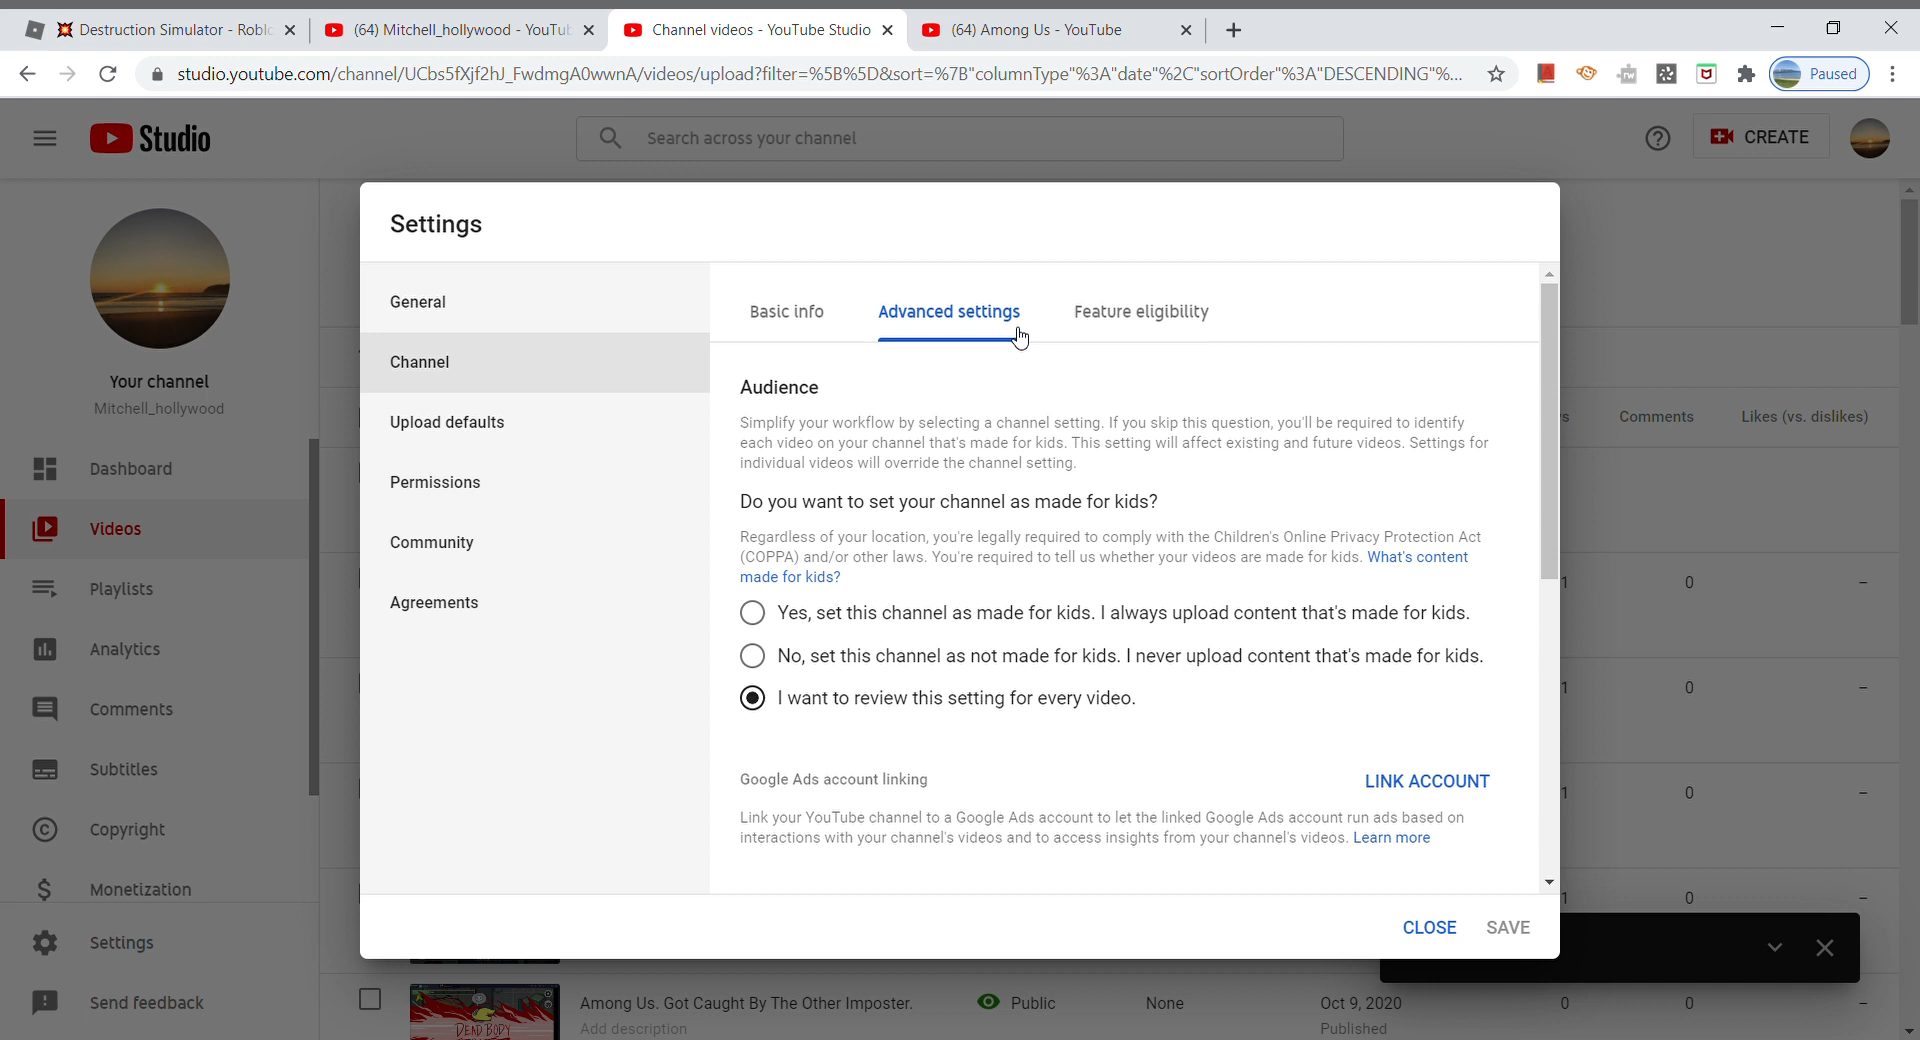 Destruction Simulator - Roblo
(64) Mitchell_hollywood - YouTub
Channel videos - YouTube Studio
(64) Among Us - YouTube
studio.youtube.com/channel/UCbs5fXjf2hJ_FwdmgA0wwnA/videos/upload?filter=%5B%5D&sort=%7B"columnType"%3A"date"%2C"sortOrder"%3A"DESCENDING"%...
Paused
Studio
Search across your channel
CREATE
Your channel
Mitchell_hollywood
Dashboard
Videos
Playlists
Analytics
Comments
Subtitles
Copyright
Monetization
Settings
Send feedback
Settings
General
Channel
Upload defaults
Permissions
Community
Agreements
Basic info Advanced settings Feature eligibility
Audience
Simplify your workflow by selecting a channel setting. If you skip this question, you'll be required to identify
each video on your channel that's made for kids. This setting will affect existing and future videos. Settings for
individual videos will override the channel setting.
Do you want to set your channel as made for kids?
Regardless of your location, you're legally required to comply with the Children's Online Privacy Protection Act
(COPPA) and/or other laws. You're required to tell us whether your videos are made for kids. What's content
made for kids?
Yes, set this channel as made for kids. I always upload content that's made for kids.
No, set this channel as not made for kids. I never upload content that's made for kids.
I want to review this setting for every video.
Google Ads account linking LINK ACCOUNT
Link your YouTube channel to a Google Ads account to let the linked Google Ads account run ads based on
interactions with your channel's videos and to access insights from your channel's videos. Learn more
CLOSE SAVE
s Comments Likes (vs. dislikes)
1 0 –
1 0 –
1 0 –
1 0 –
DEAD BODY
Among Us. Got Caught By The Other Imposter. Public None Oct 9, 2020 0 0 –
Add description Published